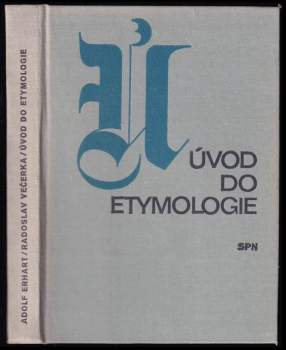 ADOLF ERHART/RADOSLAV VEČERKA/ÚVOD DO ETYMOLOGIE
Ú
ÚVOD
DO
ETYMOLOGIE
SPN